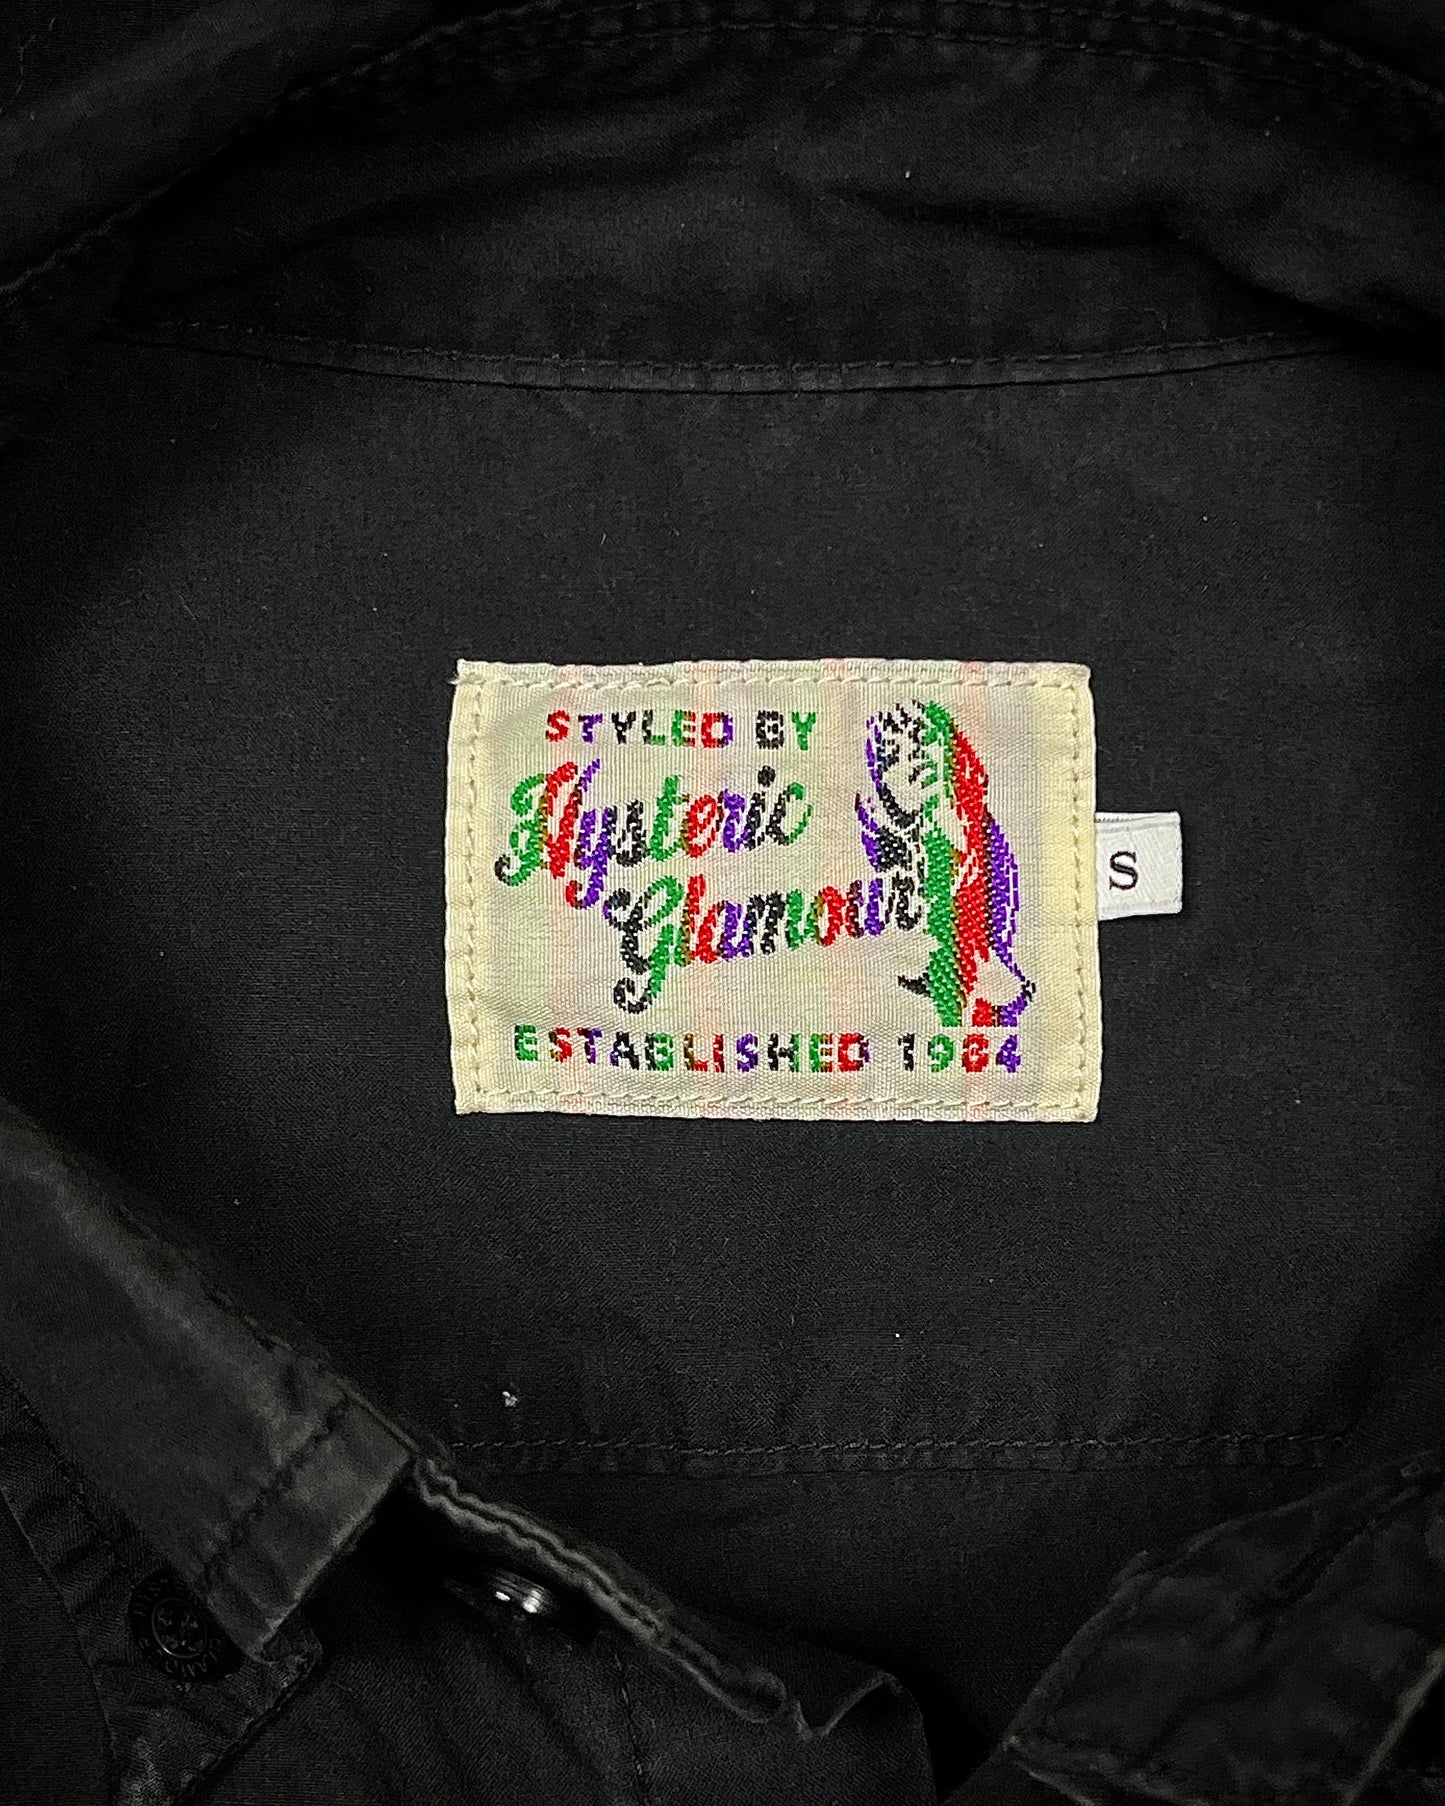 STYLED BY
Hysteric
Glamour
ESTABLISHED 1984
S